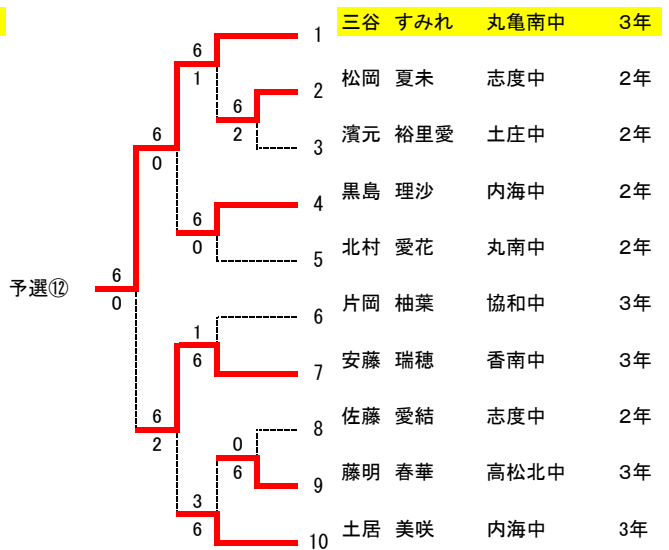 1 三谷 すみれ 丸亀南中 3年
6
1
2 松岡 夏未 志度中 2年
6
2
3 濱元 裕里愛 土庄中 2年
6
0
4 黒島 理沙 内海中 2年
6
0
5 北村 愛花 丸南中 2年
予選⑫
6
0
6 片岡 柚葉 協和中 3年
1
6
7 安藤 瑞穂 香南中 3年
6
2
8 佐藤 愛結 志度中 2年
0
6
9 藤明 春華 高松北中 3年
3
6
10 土居 美咲 内海中 3年